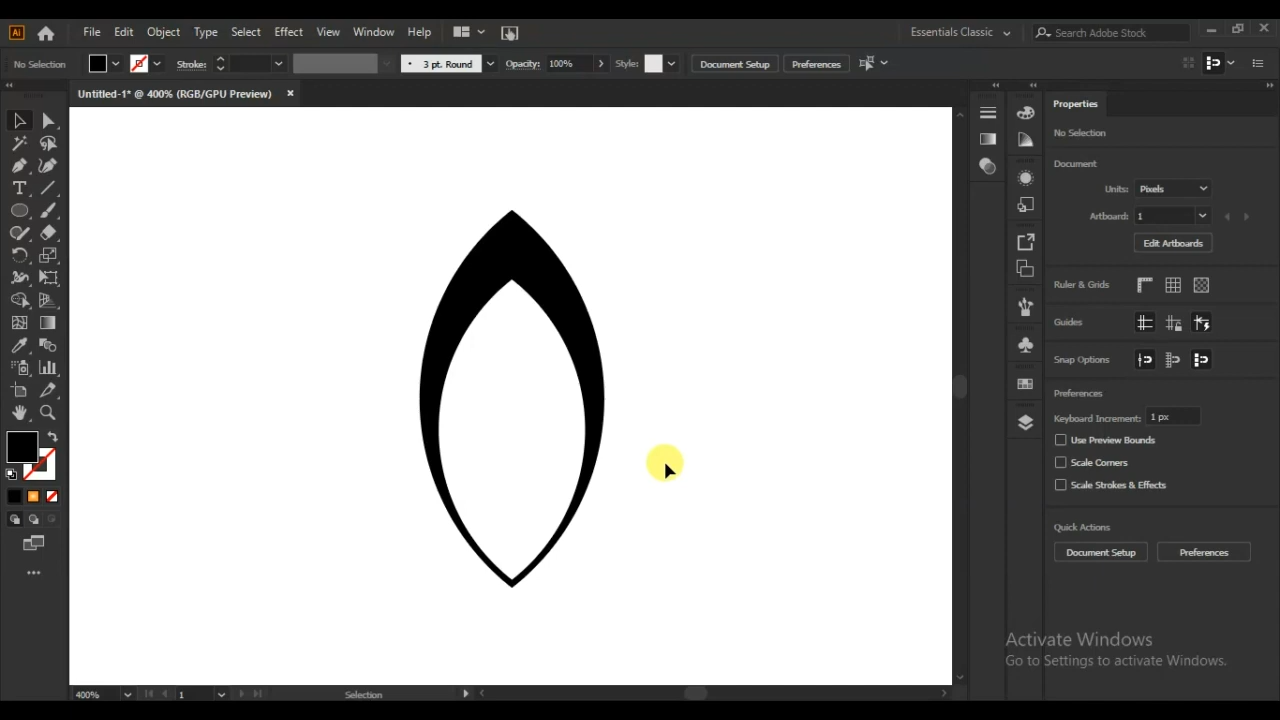 Ai File Edit Object Type Select Effect View Window Help Essentials Classic Search Adobe Stock
No Selection Stroke: 3 pt. Round Opacity: 100% Style: Document Setup Preferences
Untitled-1* @ 400% (RGB/GPU Preview)
Properties
No Selection
Document
Units: Pixels
Artboard: 1
Edit Artboards
Ruler & Grids
Guides
Snap Options
Preferences
Keyboard Increment: 1 px
Use Preview Bounds
Scale Corners
Scale Strokes & Effects
Quick Actions
Document Setup Preferences
Activate Windows
Go to Settings to activate Windows.
400% 1 Selection